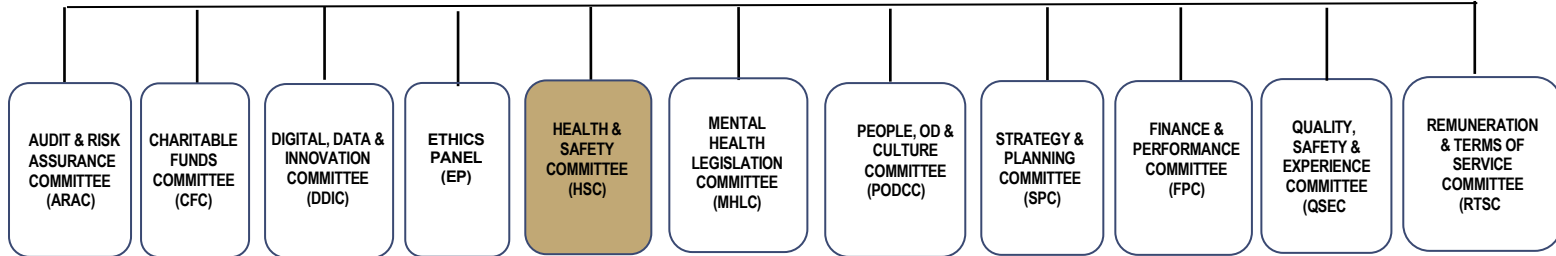 AUDIT & RISK
ASSURANCE
COMMITTEE
(ARAC)
CHARITABLE
FUNDS
COMMITTEE
(CFC)
DIGITAL, DATA &
INNOVATION
COMMITTEE
(DDIC)
ETHICS
PANEL
(EP)
HEALTH &
SAFETY
COMMITTEE
(HSC)
MENTAL
HEALTH
LEGISLATION
COMMITTEE
(MHLC)
PEOPLE, OD &
CULTURE
COMMITTEE
(PODCC)
STRATEGY &
PLANNING
COMMITTEE
(SPC)
FINANCE &
PERFORMANCE
COMMITTEE
(FPC)
QUALITY,
SAFETY &
EXPERIENCE
COMMITTEE
(QSEC
REMUNERATION
& TERMS OF
SERVICE
COMMITTEE
(RTSC